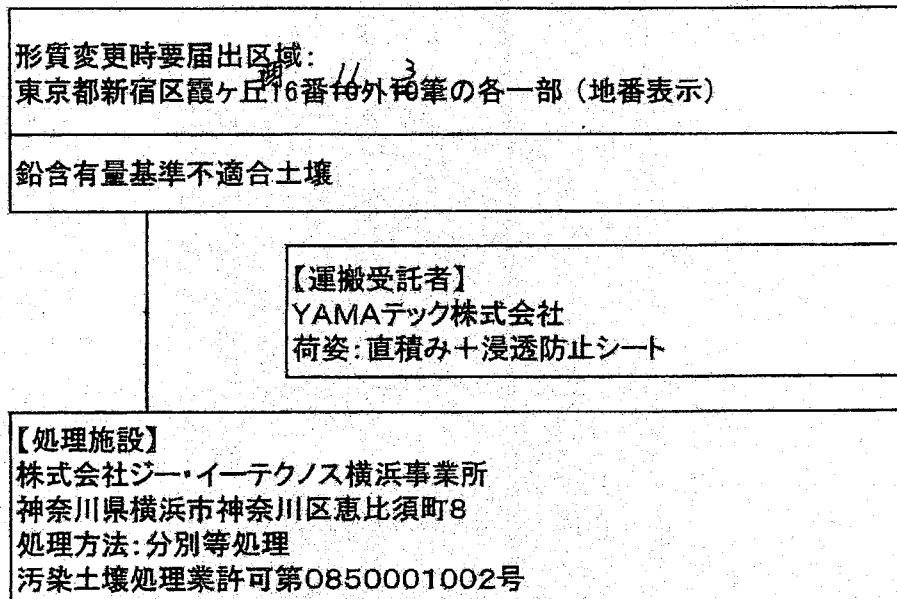 形質変更時要届出区域:
東京都新宿区霞ヶ丘町16番11外3筆の各一部（地番表示）
鉛含有量基準不適合土壌
【運搬受託者】
YAMAテック株式会社
荷姿:直積み＋浸透防止シート
【処理施設】
株式会社ジー・イーテクノス横浜事業所
神奈川県横浜市神奈川区恵比須町8
処理方法:分別等処理
汚染土壌処理業許可第0850001002号